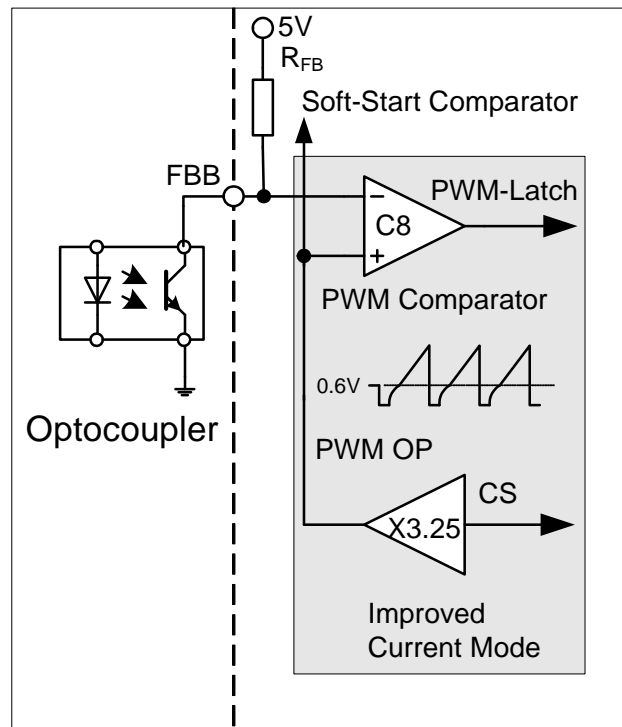 5V
RFB
Soft-Start Comparator
FBB
PWM-Latch
C8
PWM Comparator
0.6V
Optocoupler
PWM OP
CS
X3.25
Improved
Current Mode